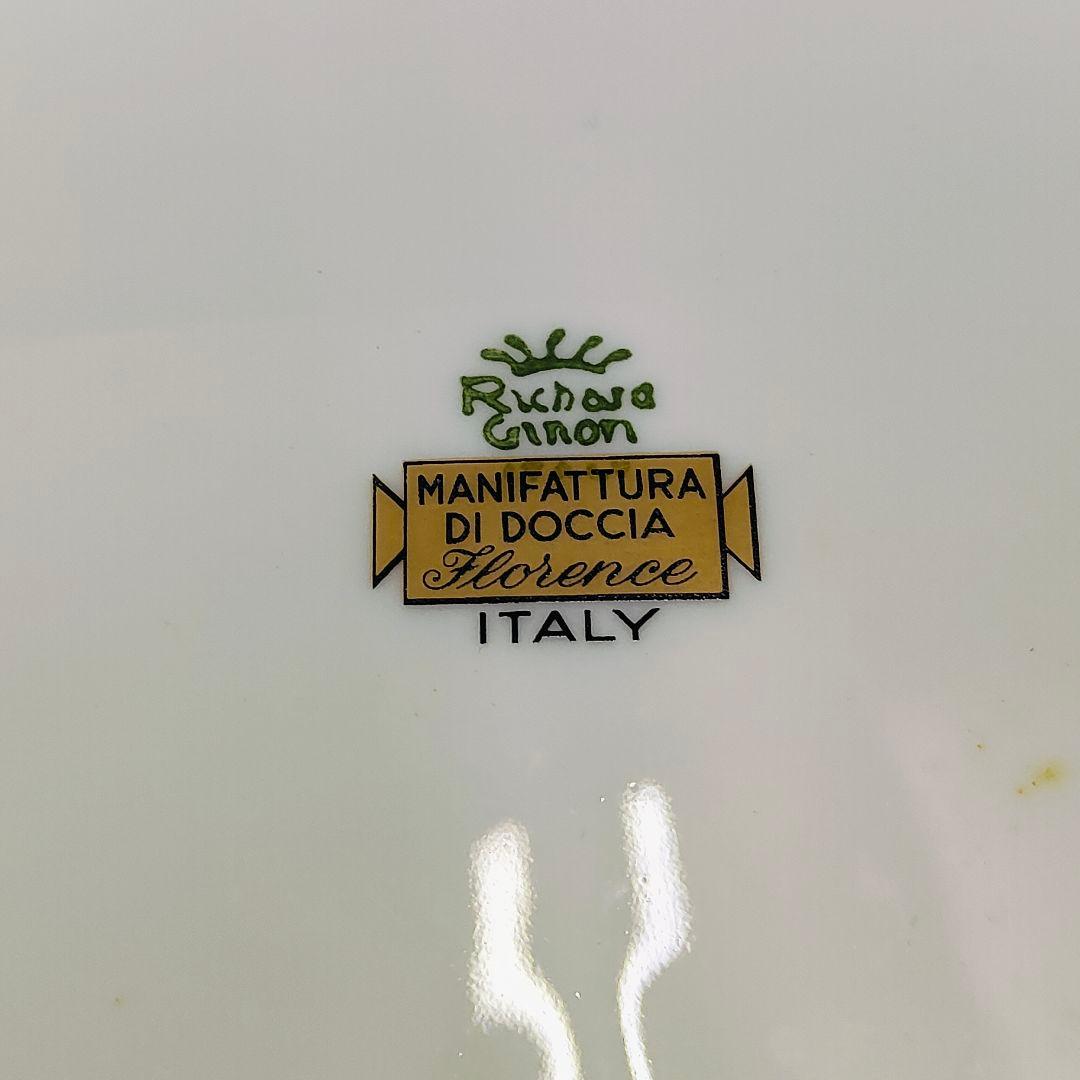 Richard
Ginori
MANIFATTURA
DI DOCCIA
Florence
ITALY